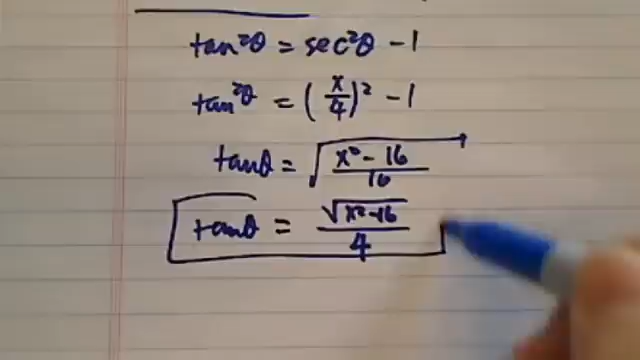 tan²θ = sec²θ - 1
tan²θ = (x/4)² - 1
tanθ = √((x² - 16)/16)
tanθ = √(x²-16)/4